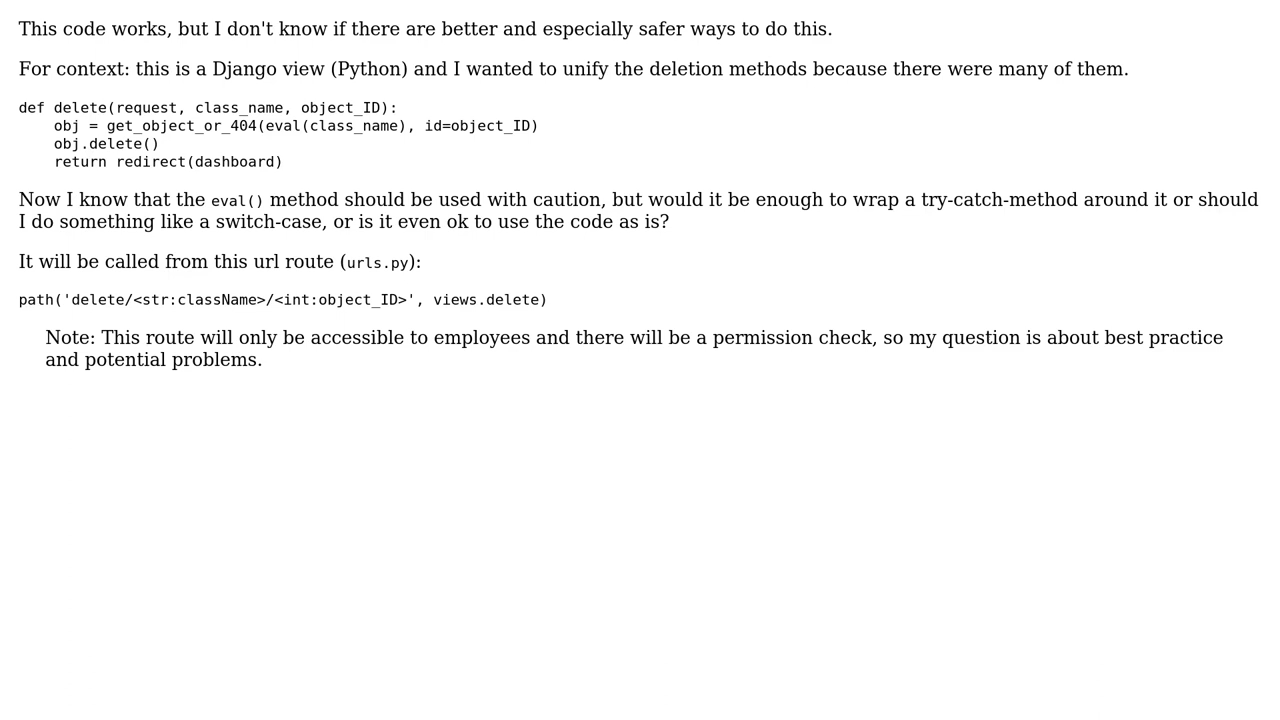 This code works, but I don't know if there are better and especially safer ways to do this.
For context: this is a Django view (Python) and I wanted to unify the deletion methods because there were many of them.
def delete(request, class_name, object_ID):
    obj = get_object_or_404(eval(class_name), id=object_ID)
    obj.delete()
    return redirect(dashboard)
Now I know that the eval() method should be used with caution, but would it be enough to wrap a try-catch-method around it or should
I do something like a switch-case, or is it even ok to use the code as is?
It will be called from this url route (urls.py):
path('delete/<str:className>/<int:object_ID>', views.delete)
Note: This route will only be accessible to employees and there will be a permission check, so my question is about best practice
and potential problems.